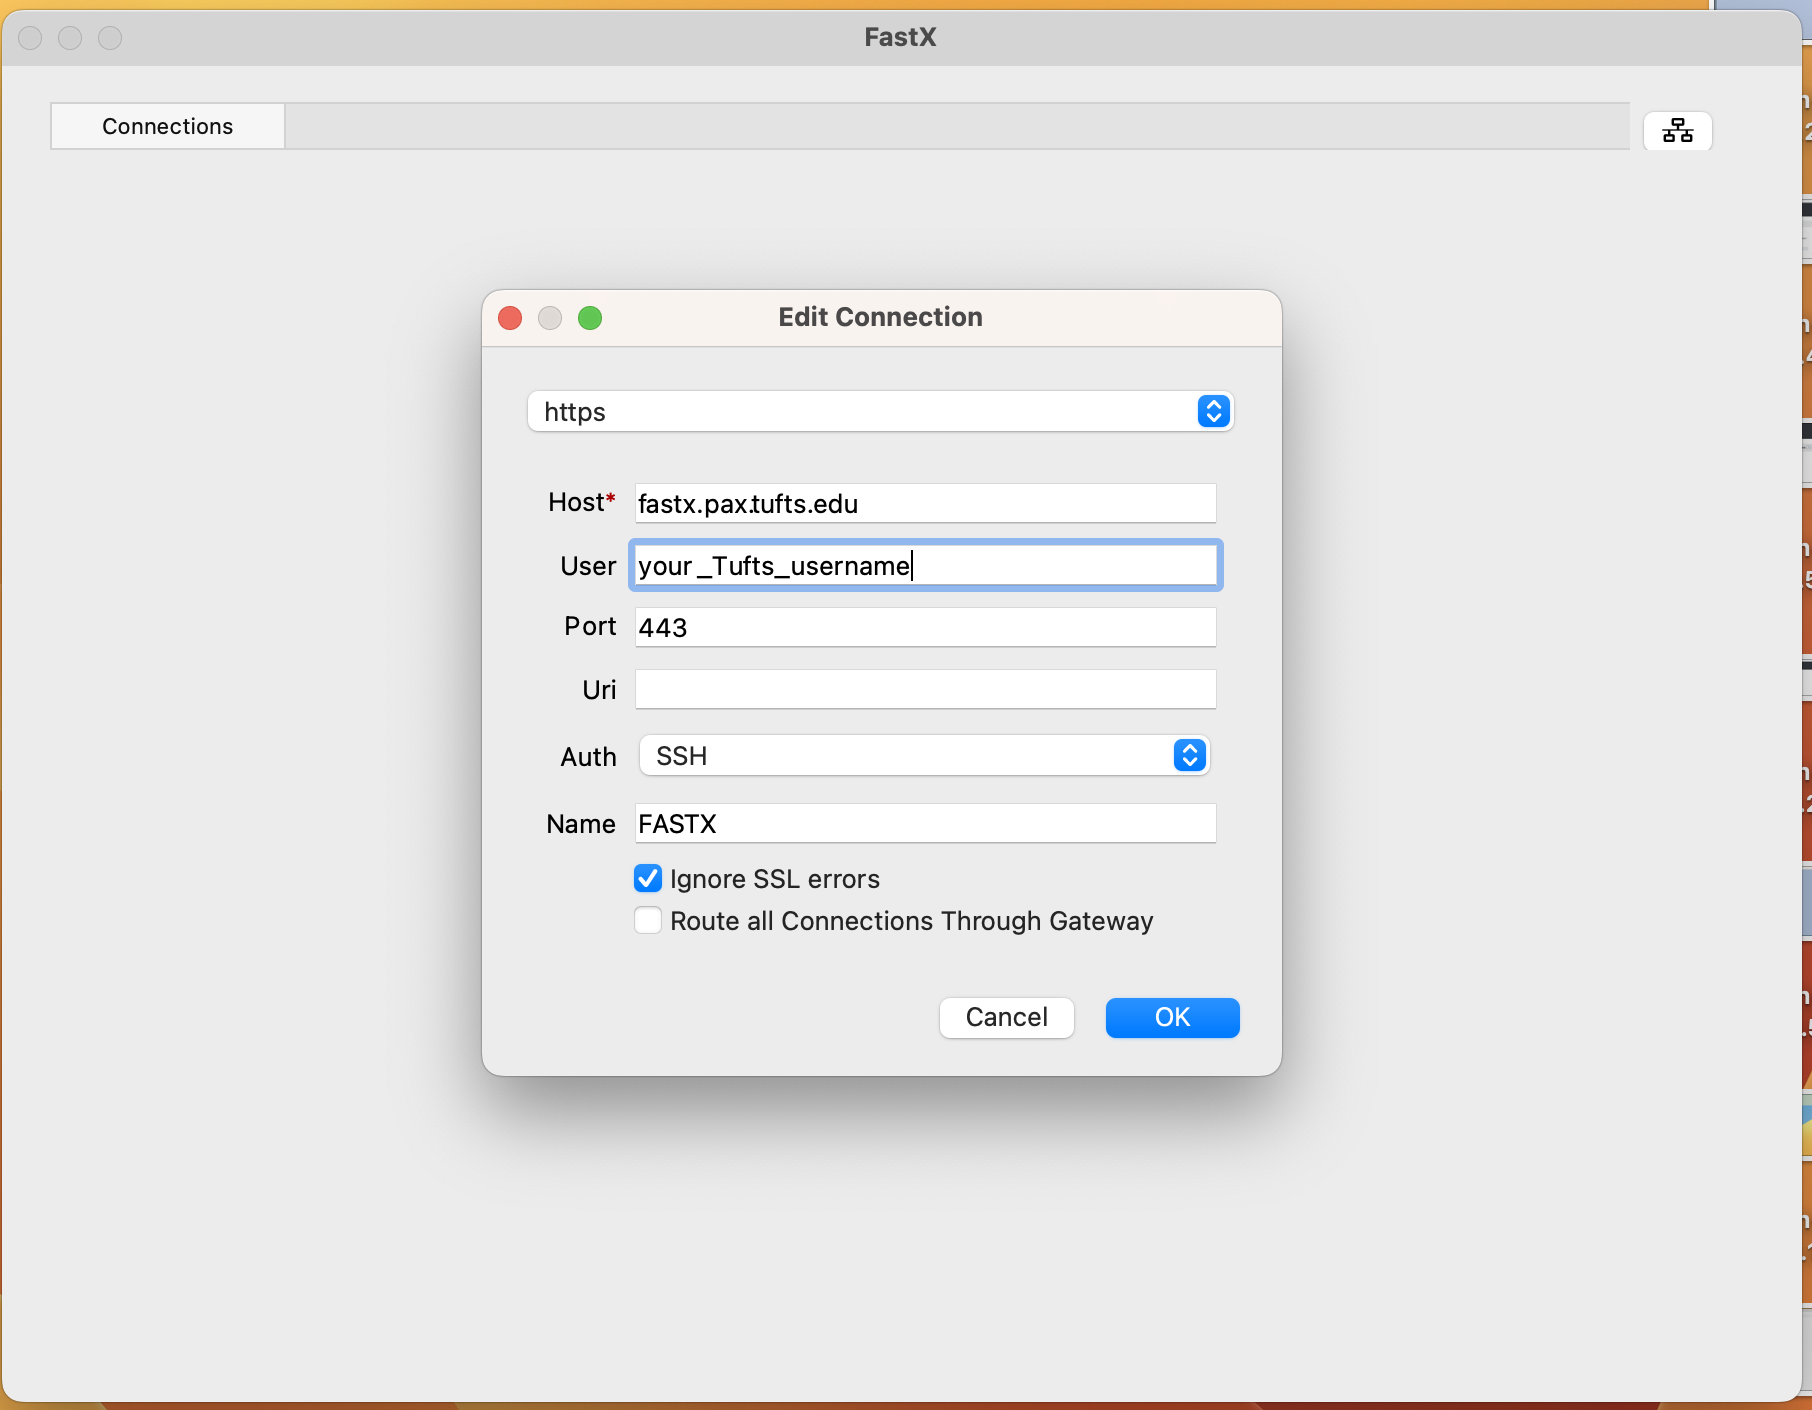 FastX
Connections
Edit Connection
https
Host* fastx.pax.tufts.edu
User your_Tufts_username
Port 443
Uri
Auth SSH
Name FASTX
Ignore SSL errors
Route all Connections Through Gateway
Cancel OK